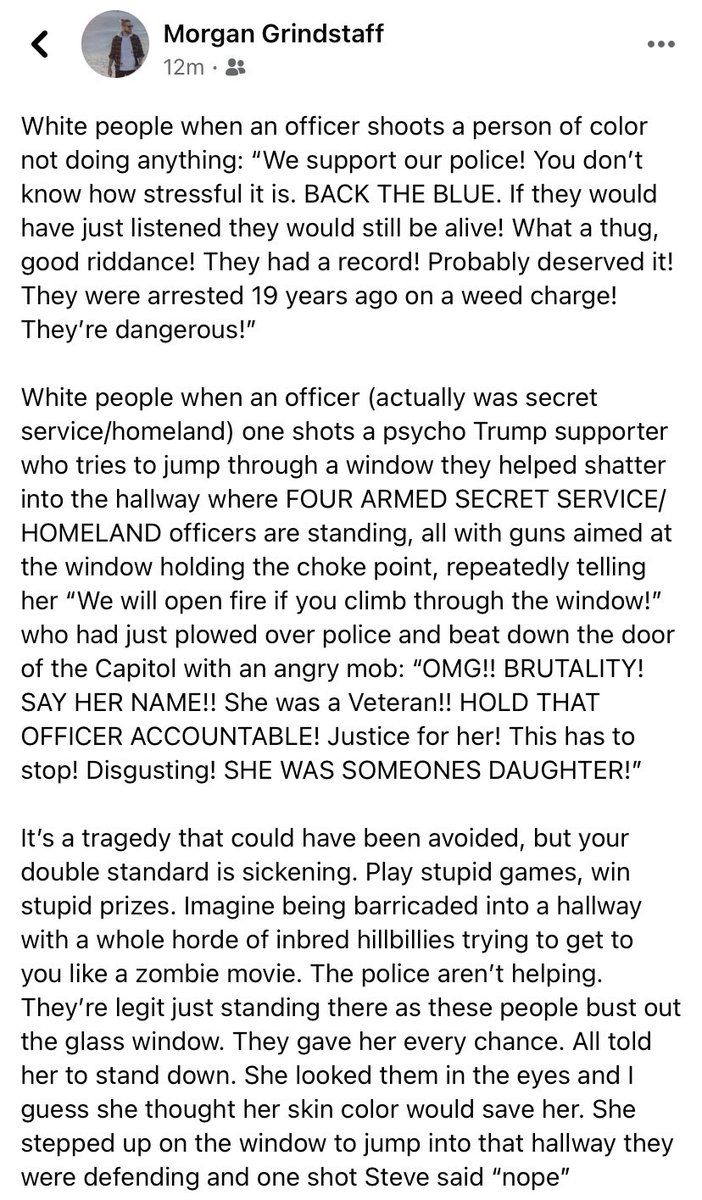 Morgan Grindstaff
12m ·
White people when an officer shoots a person of color
not doing anything: “We support our police! You don’t
know how stressful it is. BACK THE BLUE. If they would
have just listened they would still be alive! What a thug,
good riddance! They had a record! Probably deserved it!
They were arrested 19 years ago on a weed charge!
They’re dangerous!”
White people when an officer (actually was secret
service/homeland) one shots a psycho Trump supporter
who tries to jump through a window they helped shatter
into the hallway where FOUR ARMED SECRET SERVICE/
HOMELAND officers are standing, all with guns aimed at
the window holding the choke point, repeatedly telling
her “We will open fire if you climb through the window!”
who had just plowed over police and beat down the door
of the Capitol with an angry mob: “OMG!! BRUTALITY!
SAY HER NAME!! She was a Veteran!! HOLD THAT
OFFICER ACCOUNTABLE! Justice for her! This has to
stop! Disgusting! SHE WAS SOMEONES DAUGHTER!”
It’s a tragedy that could have been avoided, but your
double standard is sickening. Play stupid games, win
stupid prizes. Imagine being barricaded into a hallway
with a whole horde of inbred hillbillies trying to get to
you like a zombie movie. The police aren’t helping.
They’re legit just standing there as these people bust out
the glass window. They gave her every chance. All told
her to stand down. She looked them in the eyes and I
guess she thought her skin color would save her. She
stepped up on the window to jump into that hallway they
were defending and one shot Steve said “nope”